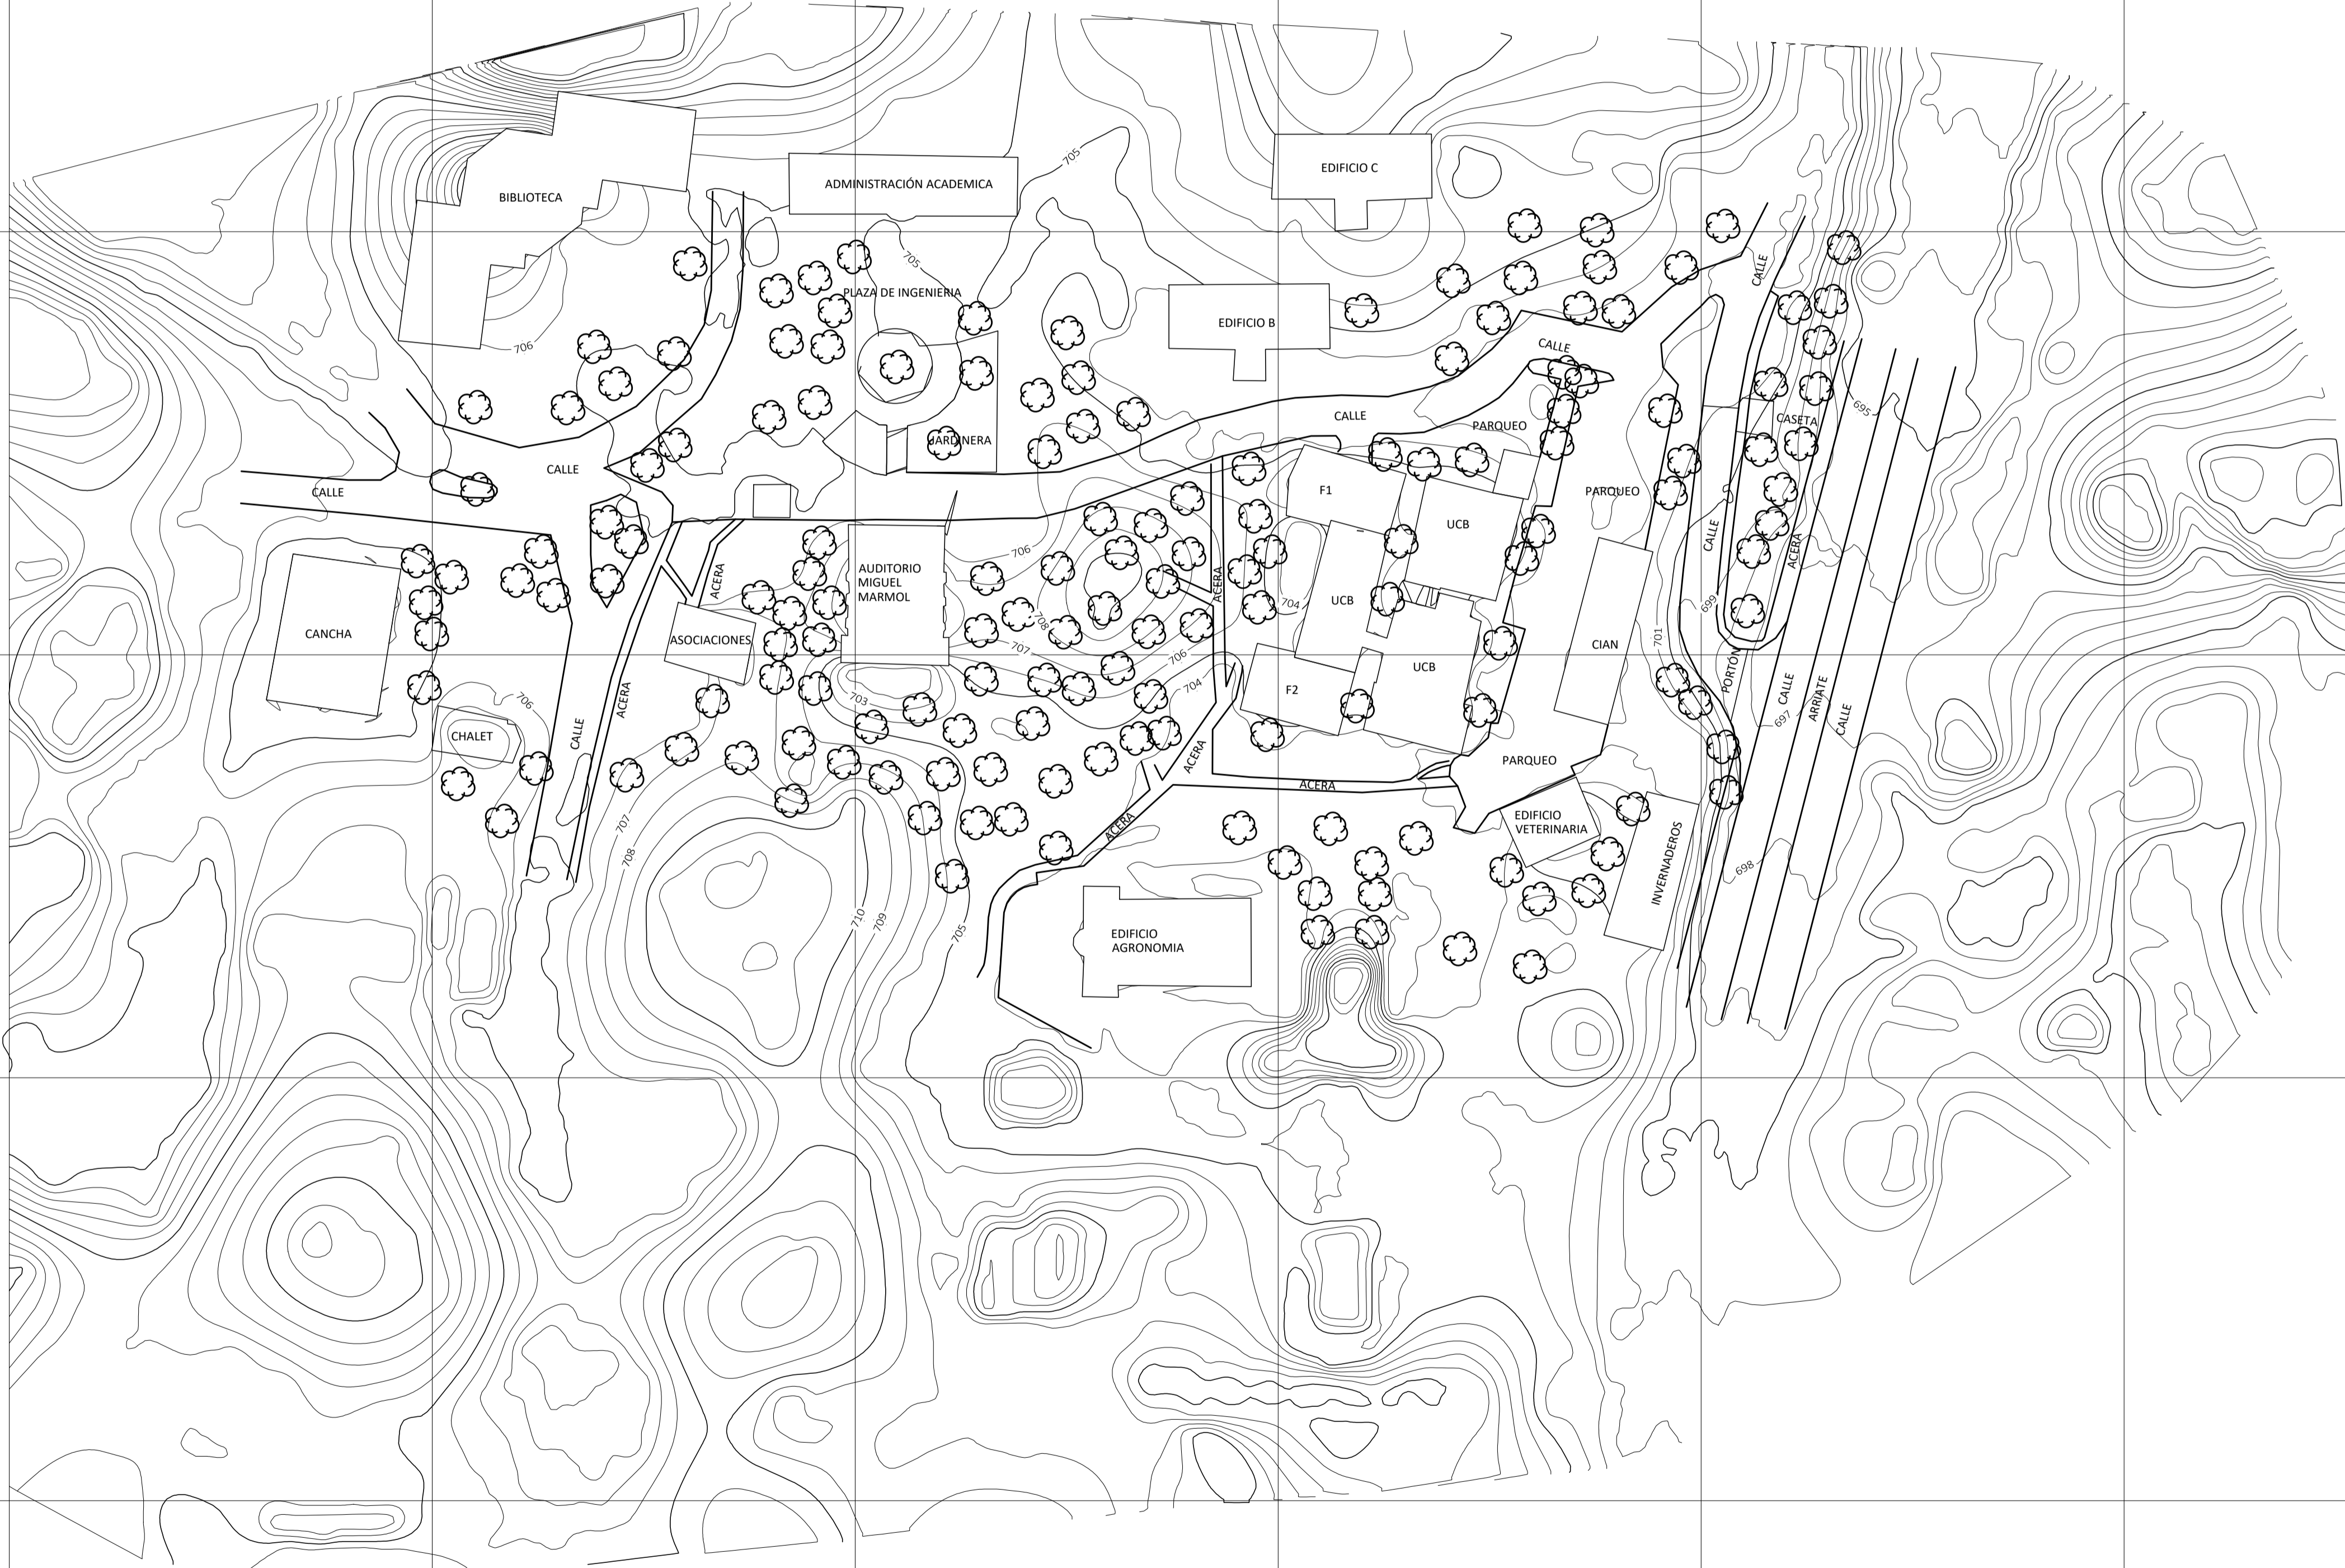 705
EDIFICIO C
ADMINISTRACIÓN ACADEMICA
BIBLIOTECA
705
CALLE
PLAZA DE INGENIERIA
EDIFICIO B
706
CALLE
695
CALLE
CASETA
PARQUEO
JARDINERA
CALLE
CALLE
F1
PARQUEO
UCB
CALLE
706
ACERA
AUDITORIO
MIGUEL
MARMOL
ACERA
ACERA
704
UCB
699
708
CANCHA
ASOCIACIONES
701
CIAN
707
706
UCB
PORTÓN
704
F2
CALLE
ARRIATE
706
ACERA
703
697
CALLE
CHALET
CALLE
ACERA
PARQUEO
ACERA
707
ACERA
EDIFICIO
VETERINARIA
708
698
INVERNADEROS
710
709
705
EDIFICIO
AGRONOMIA